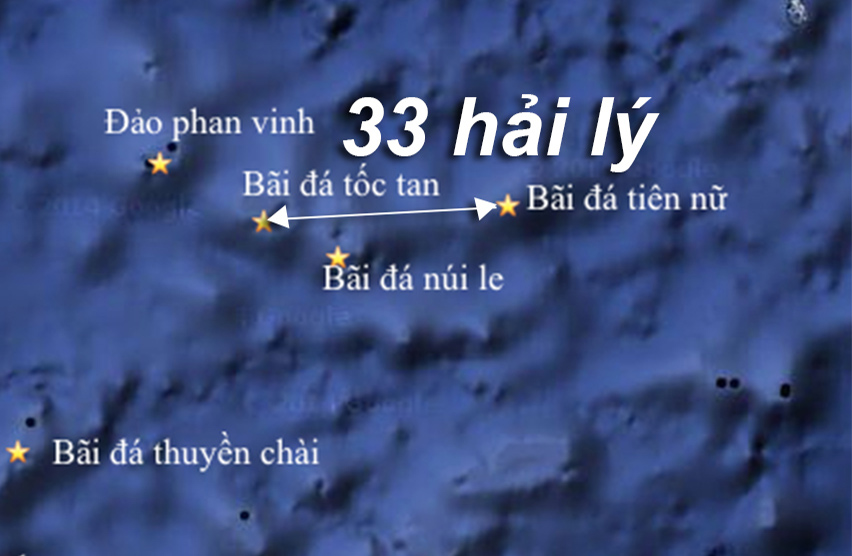 Đảo phan vinh
33 hải lý
Bãi đá tốc tan
Bãi đá tiên nữ
Bãi đá núi le
Bãi đá thuyền chài